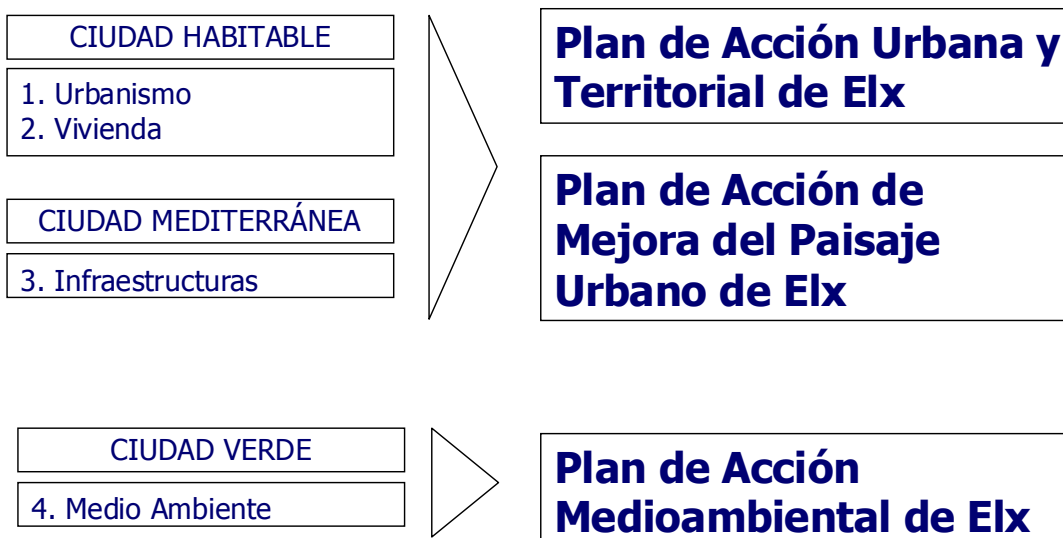 CIUDAD HABITABLE
1. Urbanismo
2. Vivienda
CIUDAD MEDITERRÁNEA
3. Infraestructuras
Plan de Acción Urbana y
Territorial de Elx
Plan de Acción de
Mejora del Paisaje
Urbano de Elx
CIUDAD VERDE
4. Medio Ambiente
Plan de Acción
Medioambiental de Elx